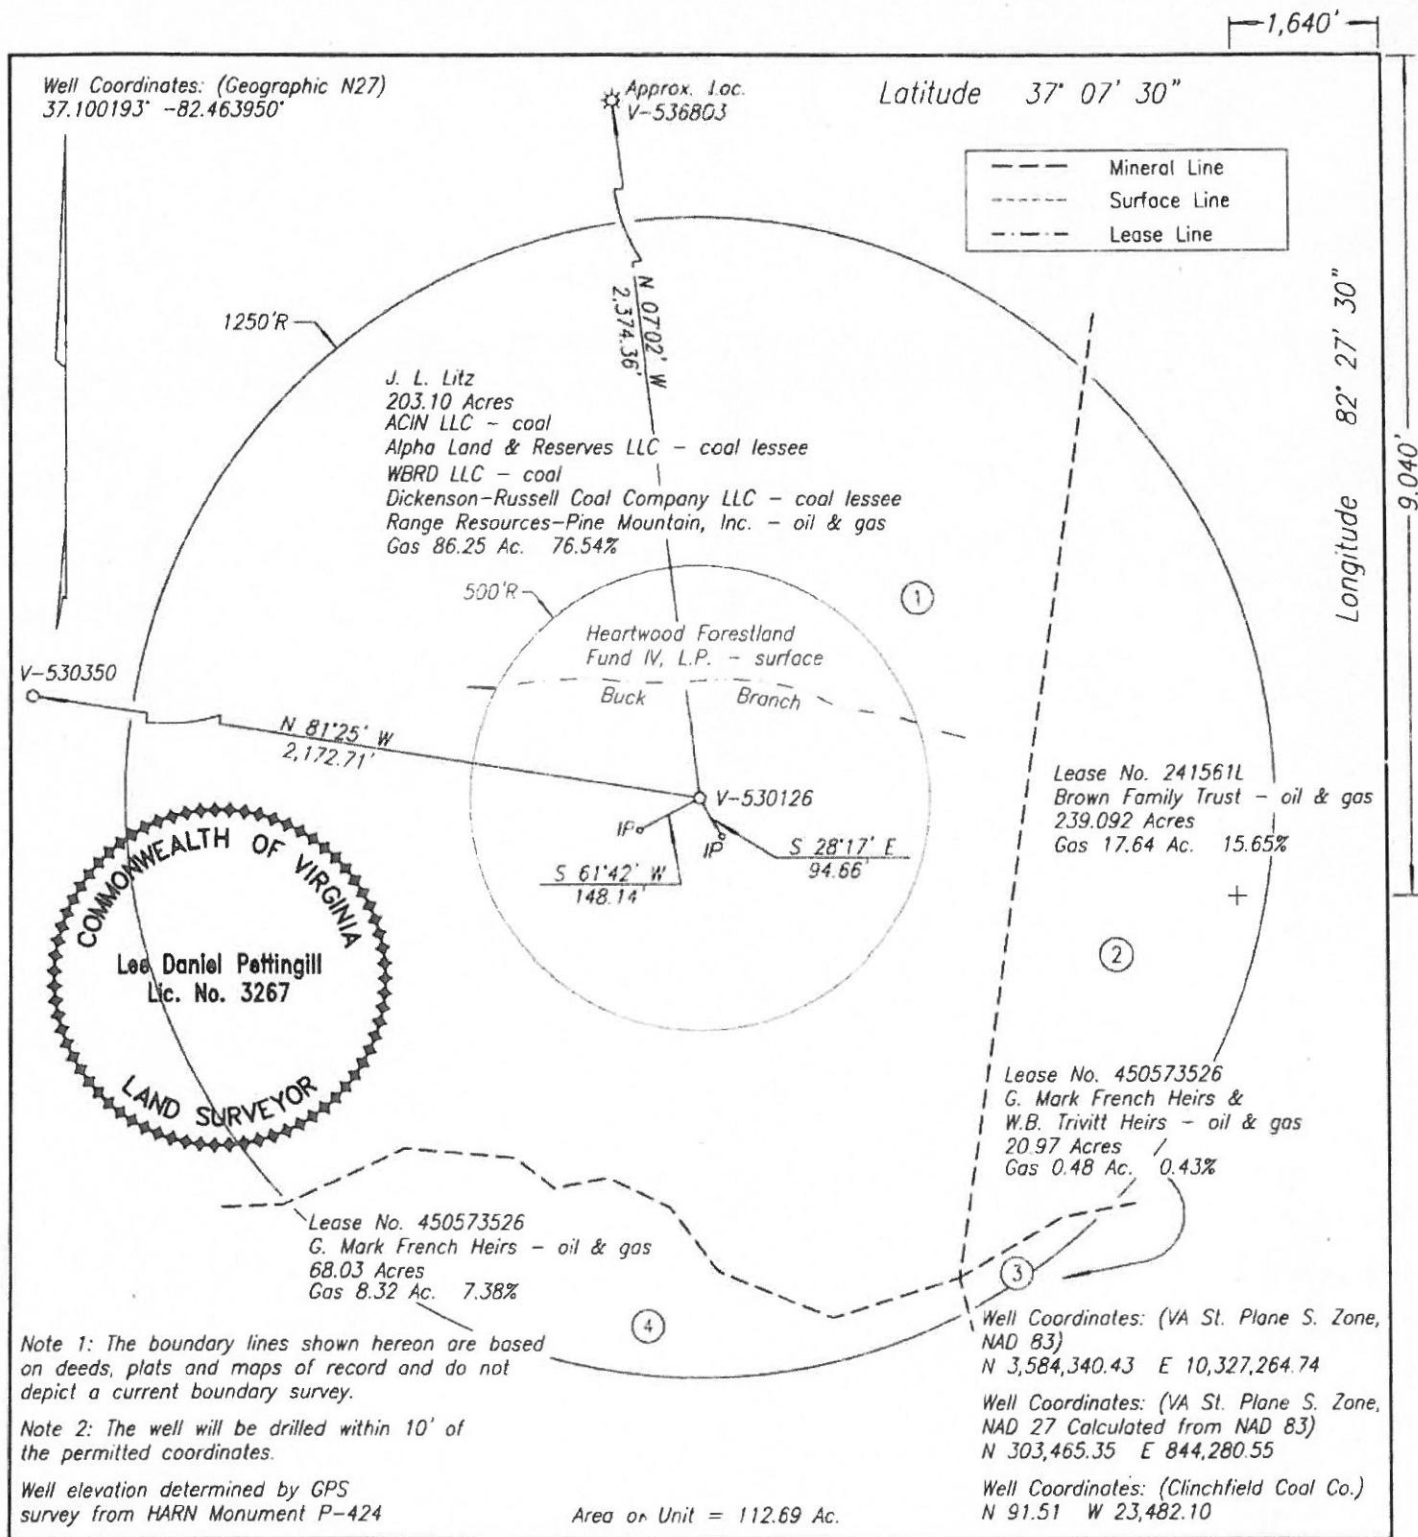 1,640'
Well Coordinates: (Geographic N27)
37.100193° -82.463950°
Approx. Loc.
V-536803
Latitude 37° 07' 30"
Mineral Line
Surface Line
Lease Line
Longitude 82° 27' 30"
9,040'
1250'R
N 07°02' W
2,374.36'
J. L. Litz
203.10 Acres
ACIN LLC - coal
Alpha Land & Reserves LLC - coal lessee
WBRD LLC - coal
Dickenson-Russell Coal Company LLC - coal lessee
Range Resources-Pine Mountain, Inc. - oil & gas
Gas 86.25 Ac. 76.54%
500'R
1
Heartwood Forestland
Fund IV, L.P. - surface
Buck Branch
V-530350
N 81°25' W
2,172.71'
V-530126
IP
IP
S 28°17' E
94.66'
S 61°42' W
148.14'
Lease No. 241561L
Brown Family Trust - oil & gas
239.092 Acres
Gas 17.64 Ac. 15.65%
2
COMMONWEALTH OF VIRGINIA
Lee Daniel Pettingill
Lic. No. 3267
LAND SURVEYOR
Lease No. 450573526
G. Mark French Heirs &
W.B. Trivitt Heirs - oil & gas
20.97 Acres
Gas 0.48 Ac. 0.43%
3
Lease No. 450573526
G. Mark French Heirs - oil & gas
68.03 Acres
Gas 8.32 Ac. 7.38%
4
Note 1: The boundary lines shown hereon are based
on deeds, plats and maps of record and do not
depict a current boundary survey.
Note 2: The well will be drilled within 10' of
the permitted coordinates.
Well elevation determined by GPS
survey from HARN Monument P-424
Area of Unit = 112.69 Ac.
Well Coordinates: (VA St. Plane S. Zone,
NAD 83)
N 3,584,340.43 E 10,327,264.74
Well Coordinates: (VA St. Plane S. Zone,
NAD 27 Calculated from NAD 83)
N 303,465.35 E 844,280.55
Well Coordinates: (Clinchfield Coal Co.)
N 91.51 W 23,482.10